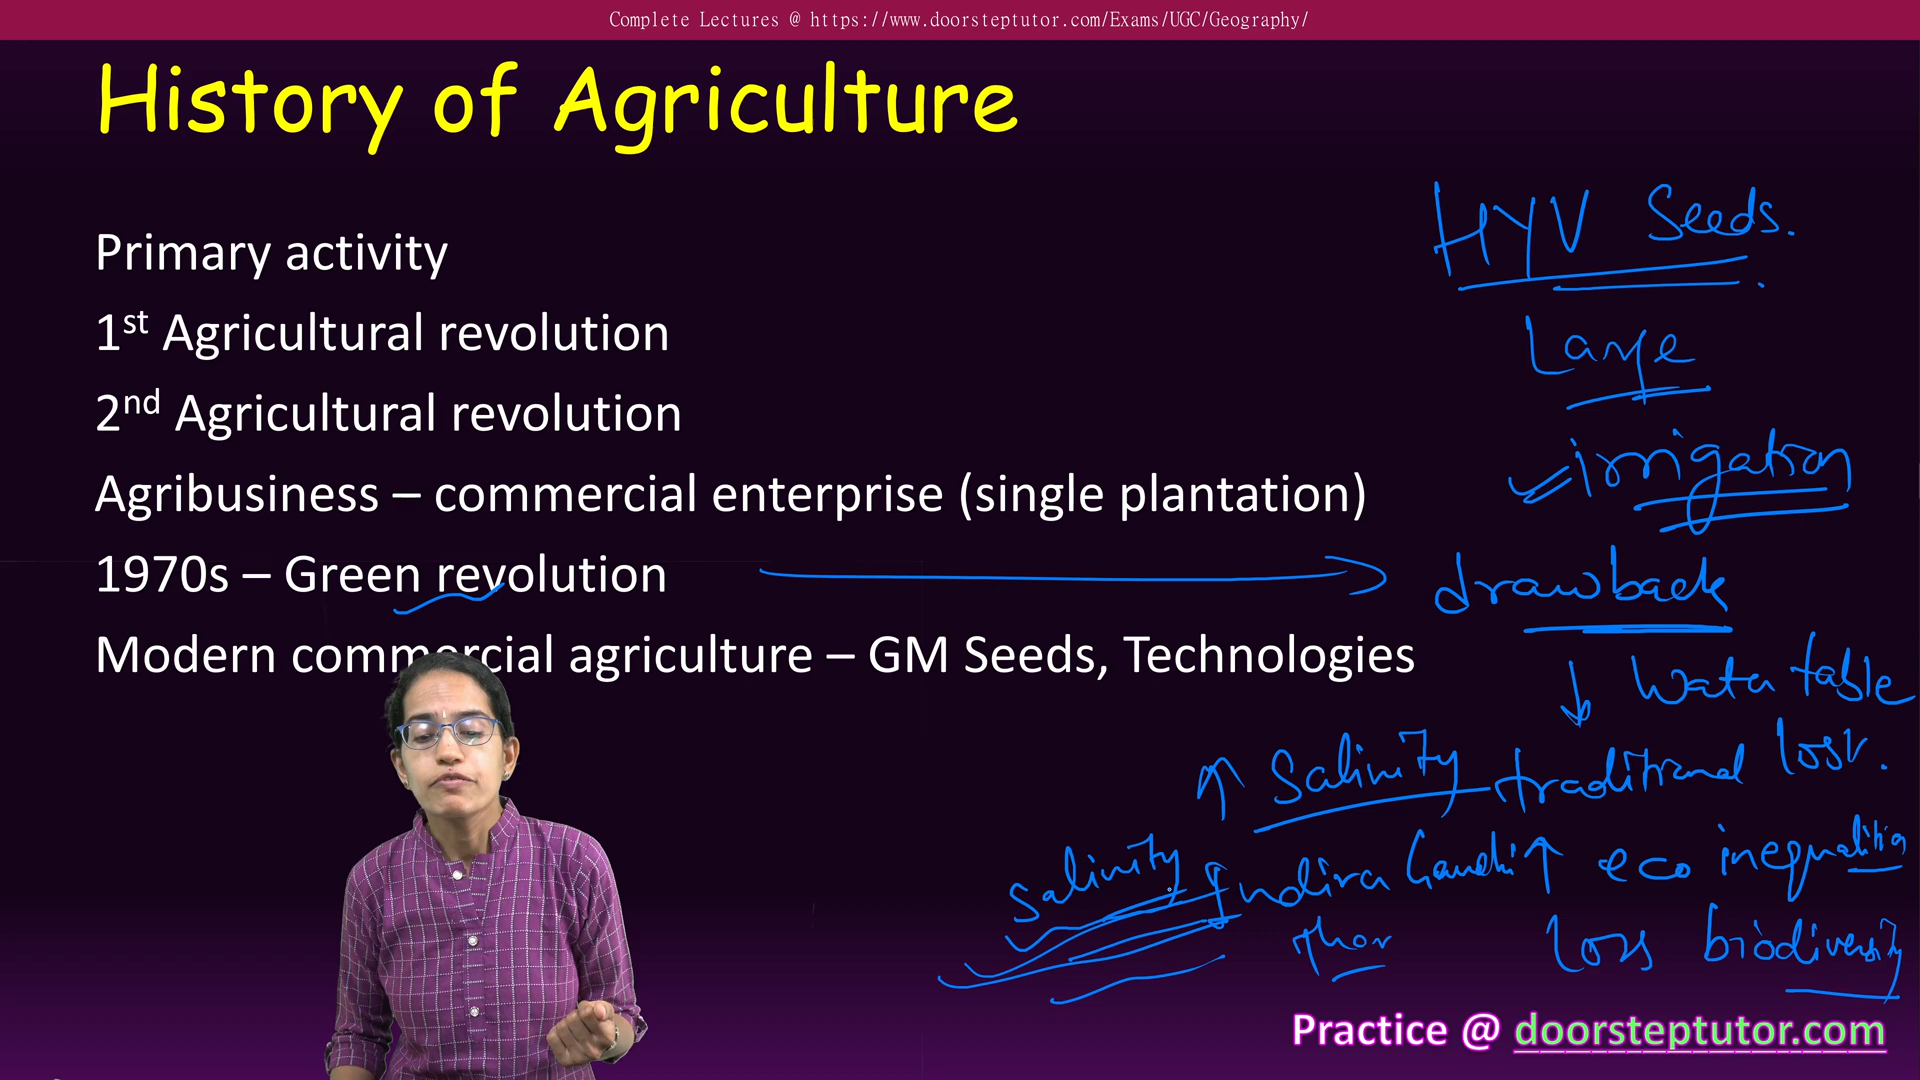 Complete Lectures @ https://www.doorsteptutor.com/Exams/UGC/Geography/
History of Agriculture
Primary activity
1st Agricultural revolution
2nd Agricultural revolution
Agribusiness – commercial enterprise (single plantation)
1970s – Green revolution
Modern commercial agriculture – GM Seeds, Technologies
HYV Seeds.
Large
irrigation
drawback
↓ Water table
↑ Salinity traditional lost.
Salinity Indira Gandhi ↑ eco inequalities
Thar loss biodiversity
Practice @ doorsteptutor.com